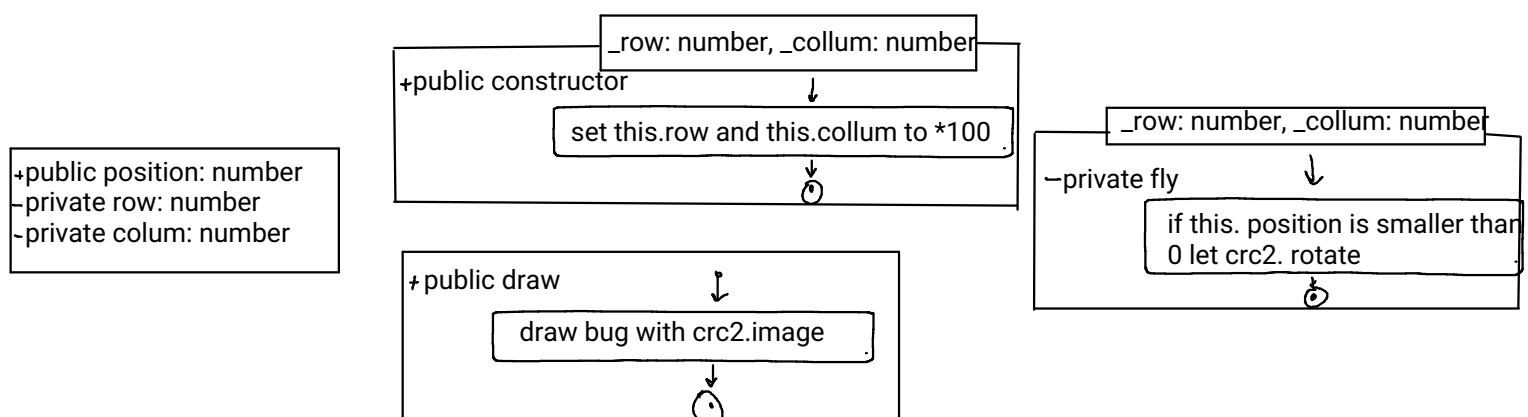 +public position: number
-private row: number
-private colum: number
_row: number, _collum: number
+public constructor
set this.row and this.collum to *100
+ public draw
draw bug with crc2.image
_row: number, _collum: number
-private fly
if this. position is smaller than
0 let crc2. rotate